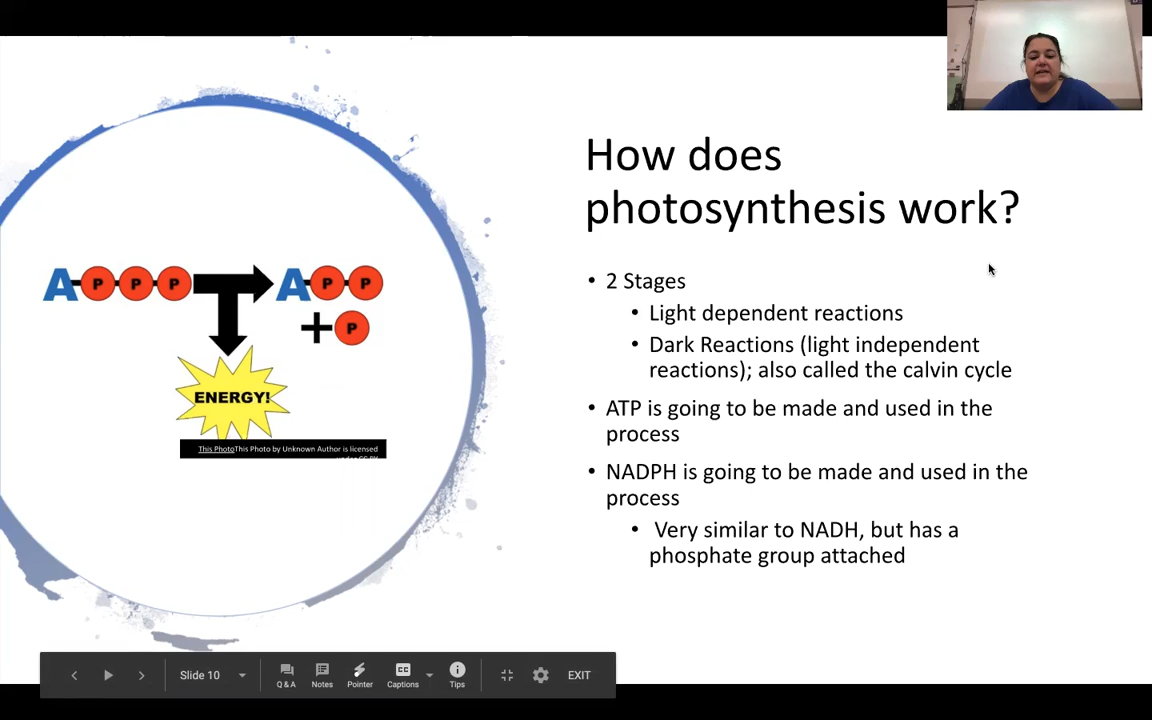 How does
photosynthesis work?
• 2 Stages
• Light dependent reactions
• Dark Reactions (light independent
reactions); also called the calvin cycle
• ATP is going to be made and used in the
process
• NADPH is going to be made and used in the
process
• Very similar to NADH, but has a
phosphate group attached
A P P P A P P
+ P
ENERGY!
This PhotoThis Photo by Unknown Author is licensed
under CC BY
Slide 10
Q & A
Notes
Pointer
CC
Captions
Tips
EXIT